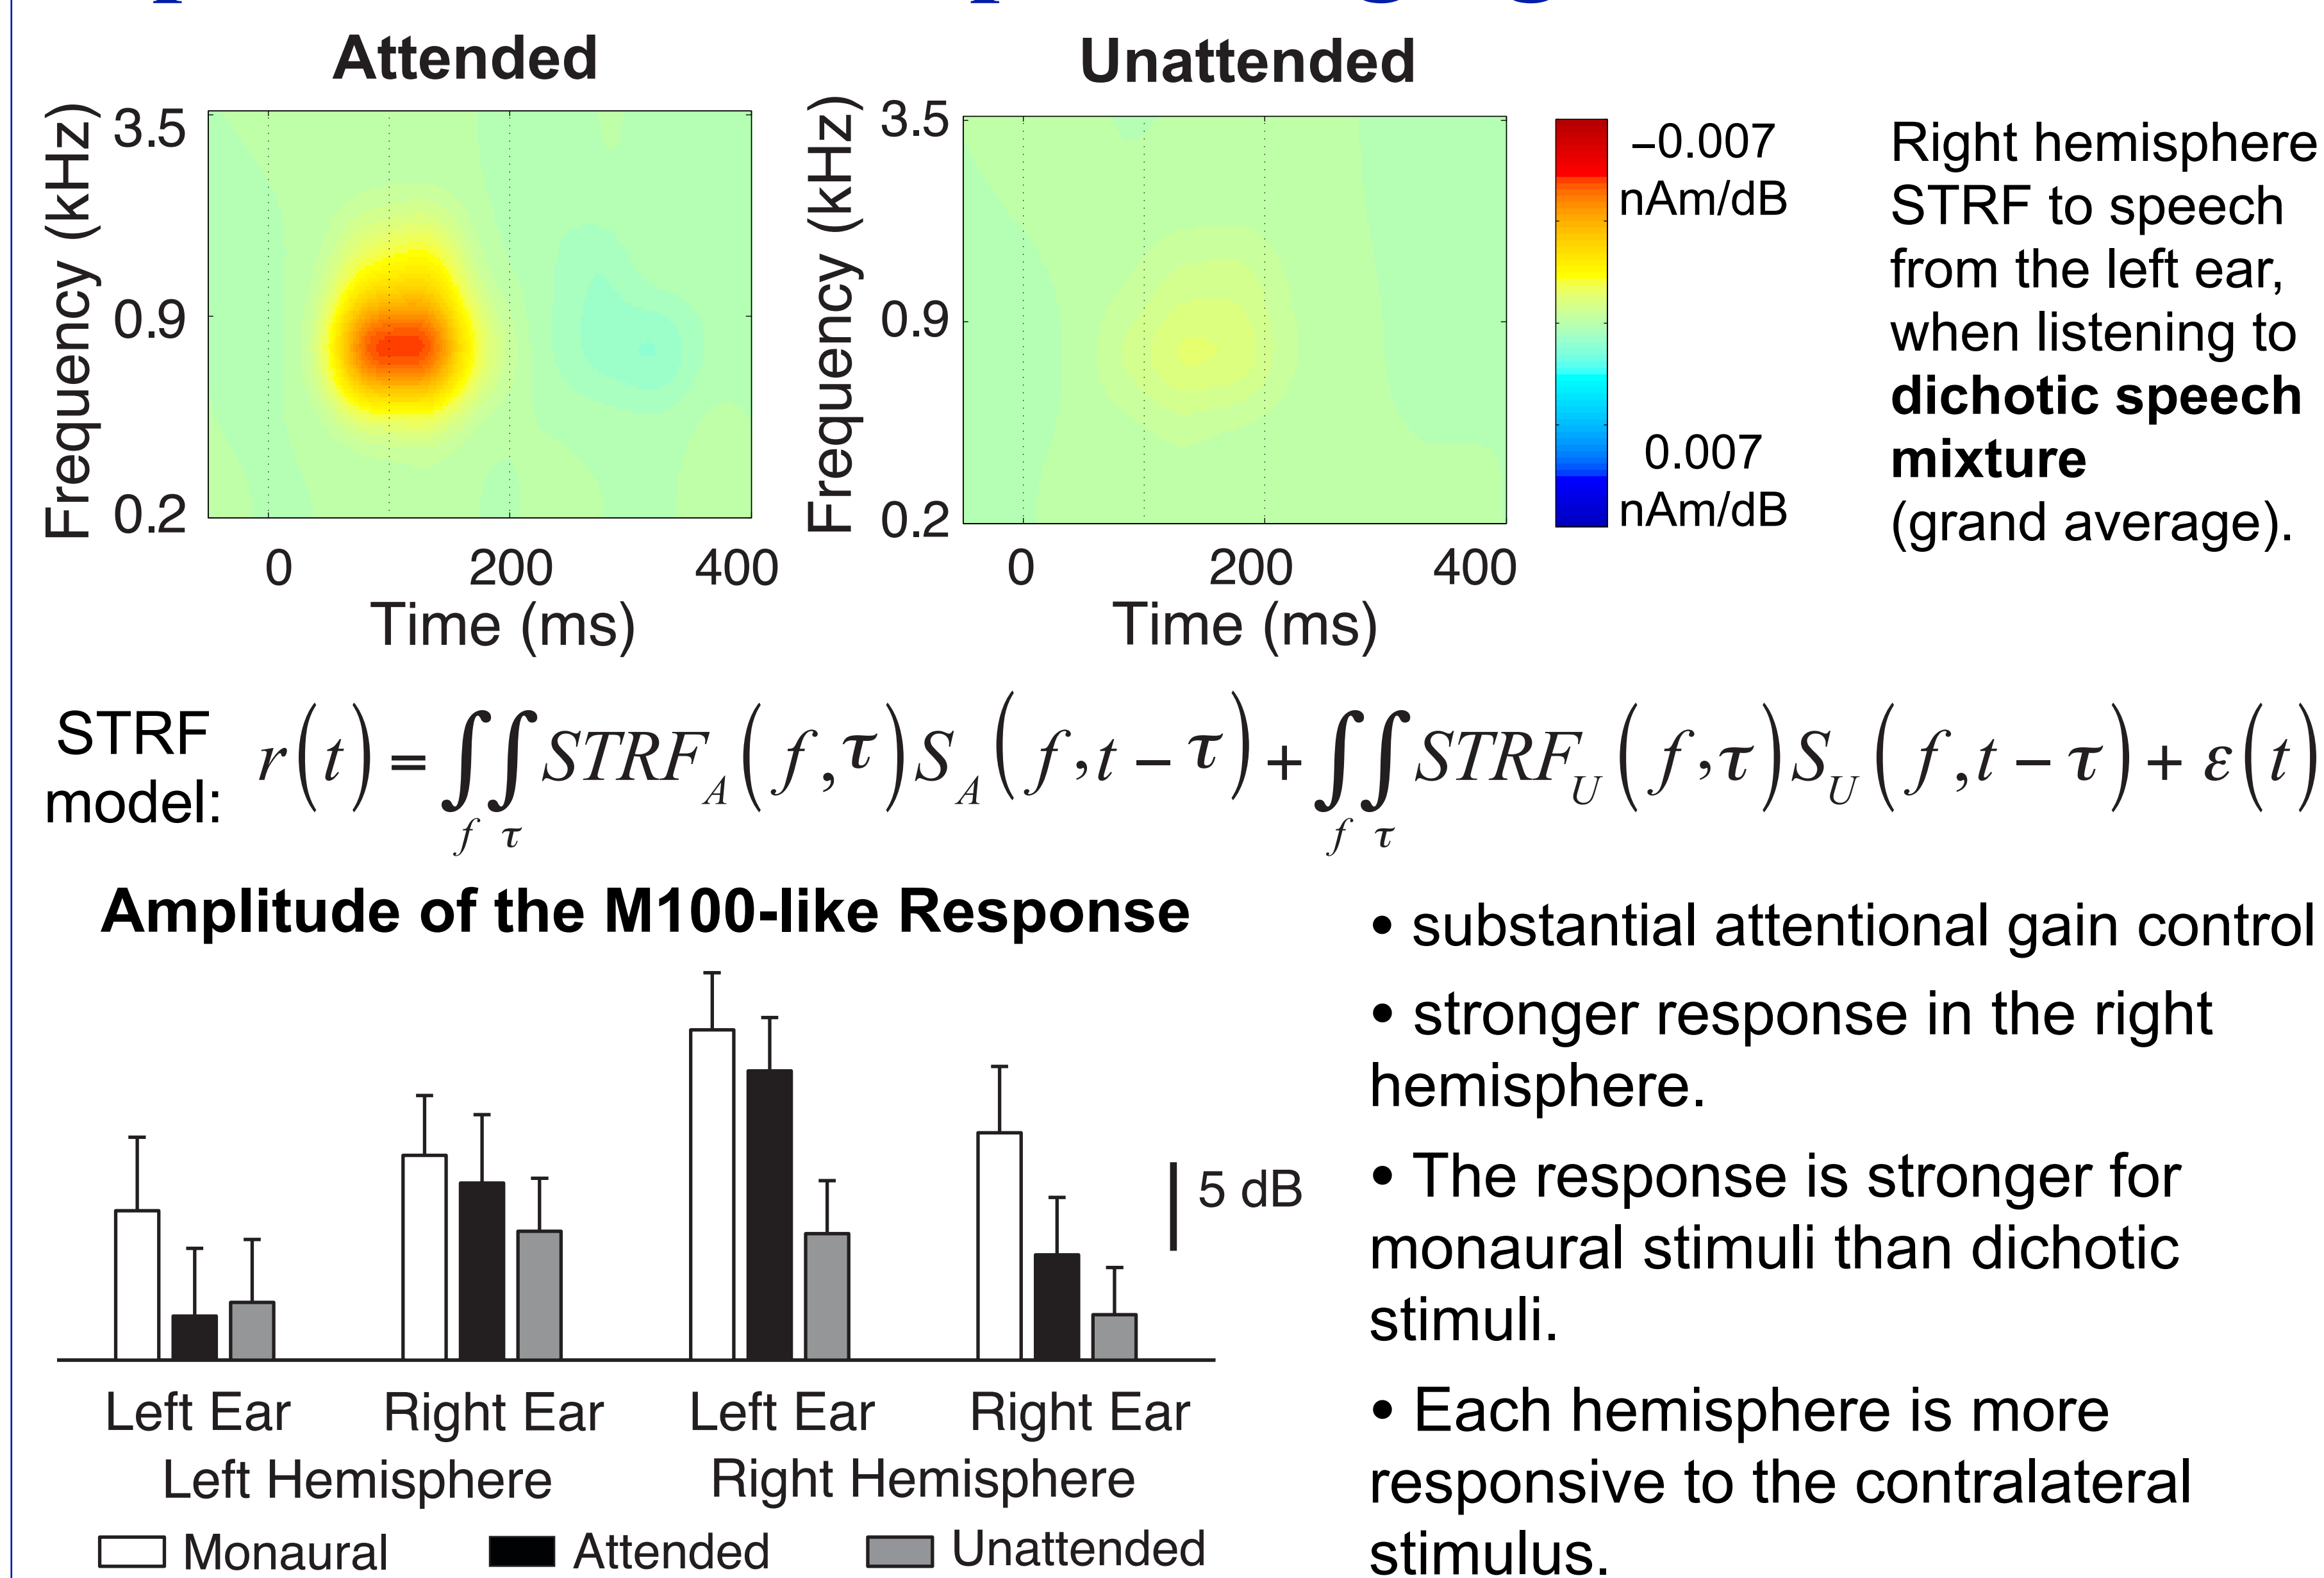 Attended
Unattended
Frequency (kHz)
3.5
0.9
0.2
0 200 400
Time (ms)
Frequency (kHz)
3.5
0.9
0.2
0 200 400
Time (ms)
−0.007
nAm/dB
0.007
nAm/dB
Right hemisphere
STRF to speech
from the left ear,
when listening to
dichotic speech
mixture
(grand average).
STRF
model:
r(t) = ∫∫ STRF_A(f,τ) S_A(f,t − τ) + ∫∫ STRF_U(f,τ) S_U(f,t − τ) + ε(t)
f τ f τ
Amplitude of the M100-like Response
5 dB
Left Ear Right Ear Left Ear Right Ear
Left Hemisphere Right Hemisphere
Monaural Attended Unattended
• substantial attentional gain control
• stronger response in the right
hemisphere.
• The response is stronger for
monaural stimuli than dichotic
stimuli.
• Each hemisphere is more
responsive to the contralateral
stimulus.